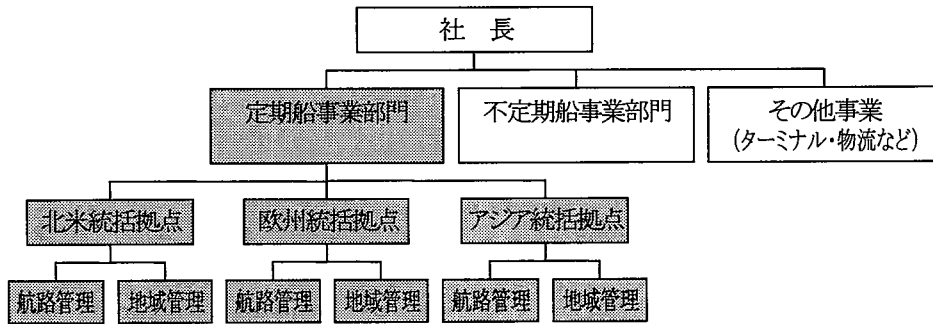 社 長
定期船事業部門
不定期船事業部門
その他事業
(ターミナル・物流など)
北米統括拠点
欧州統括拠点
アジア統括拠点
航路管理
地域管理
航路管理
地域管理
航路管理
地域管理